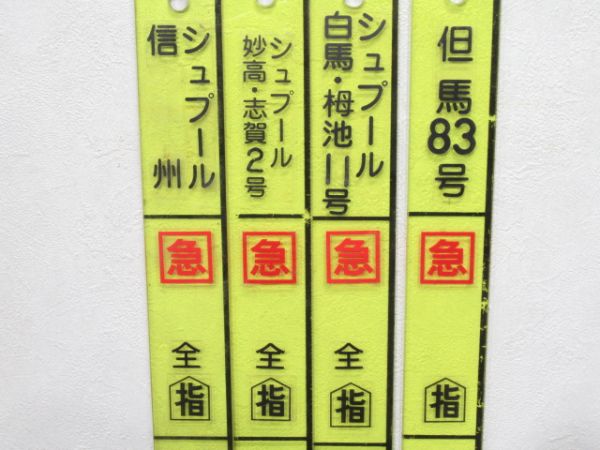 シュプール
信州
急
全
指
シュプール
妙高・志賀2号
急
全
指
シュプール
白馬・栂池11号
急
全
指
但馬83号
急
指